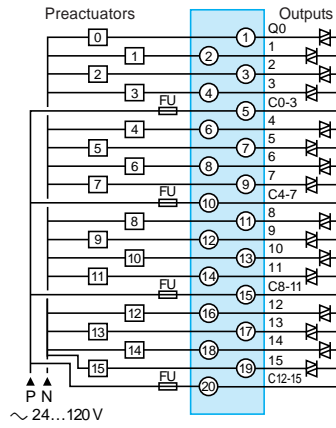 Preactuators Outputs
0 1 Q0
1 2 1
2 3 2
3 4 3
FU 5 C0-3
4 6 4
5 7 5
6 8 6
7 9 7
FU 10 C4-7
8 11 8
9 12 9
10 13 10
11 14 11
FU 15 C8-11
12 16 12
13 17 13
14 18 14
15 19 15
FU 20 C12-15
P N
~ 24...120 V